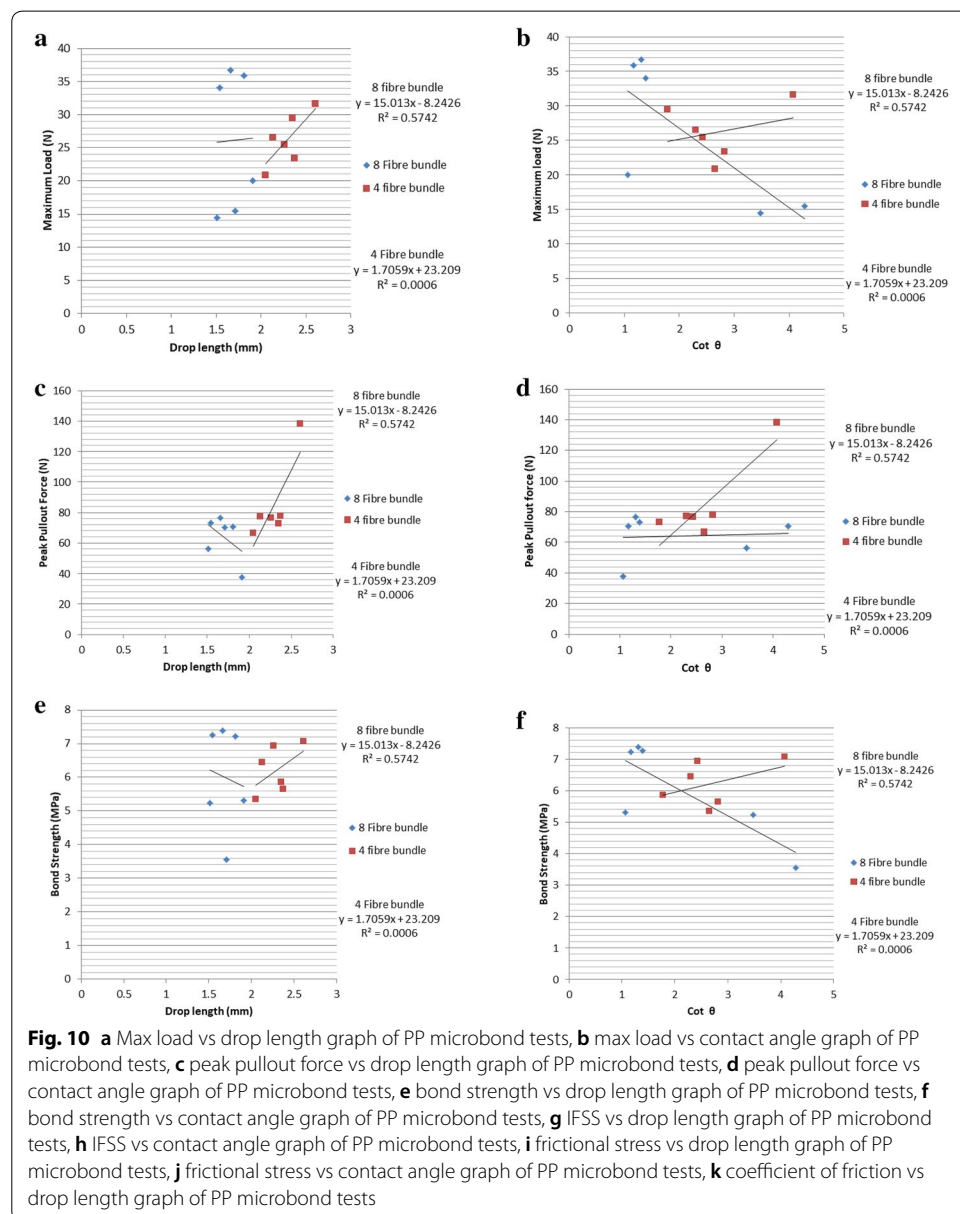 a
40
35
30
25
20
15
10
5
0
Maximum Load (N)
0 0.5 1 1.5 2 2.5 3
Drop length (mm)
8 fibre bundle
y = 15.013x - 8.2426
R² = 0.5742
8 Fibre bundle
4 fibre bundle
4 Fibre bundle
y = 1.7059x + 23.209
R² = 0.0006
b
40
35
30
25
20
15
10
5
0
Maximum load (N)
0 1 2 3 4 5
Cot θ
8 fibre bundle
y = 15.013x - 8.2426
R² = 0.5742
8 Fibre bundle
4 fibre bundle
4 Fibre bundle
y = 1.7059x + 23.209
R² = 0.0006
c
160
140
120
100
80
60
40
20
0
Peak Pullout Force (N)
0 0.5 1 1.5 2 2.5 3
Drop length (mm)
8 fibre bundle
y = 15.013x - 8.2426
R² = 0.5742
8 Fibre bundle
4 fibre bundle
4 Fibre bundle
y = 1.7059x + 23.209
R² = 0.0006
d
160
140
120
100
80
60
40
20
0
Peak Pullout force (N)
0 1 2 3 4 5
Cot θ
8 fibre bundle
y = 15.013x - 8.2426
R² = 0.5742
8 Fibre bundle
4 fibre bundle
4 Fibre bundle
y = 1.7059x + 23.209
R² = 0.0006
e
8
7
6
5
4
3
2
1
0
Bond Strength (MPa)
0 0.5 1 1.5 2 2.5 3
Drop length (mm)
8 fibre bundle
y = 15.013x - 8.2426
R² = 0.5742
8 Fibre bundle
4 fibre bundle
4 Fibre bundle
y = 1.7059x + 23.209
R² = 0.0006
f
8
7
6
5
4
3
2
1
0
Bond Strength (MPa)
0 1 2 3 4 5
Cot θ
8 fibre bundle
y = 15.013x - 8.2426
R² = 0.5742
8 Fibre bundle
4 fibre bundle
4 Fibre bundle
y = 1.7059x + 23.209
R² = 0.0006
Fig. 10 a Max load vs drop length graph of PP microbond tests, b max load vs contact angle graph of PP
microbond tests, c peak pullout force vs drop length graph of PP microbond tests, d peak pullout force vs
contact angle graph of PP microbond tests, e bond strength vs drop length graph of PP microbond tests, f
bond strength vs contact angle graph of PP microbond tests, g IFSS vs drop length graph of PP microbond
tests, h IFSS vs contact angle graph of PP microbond tests, i frictional stress vs drop length graph of PP
microbond tests, j frictional stress vs contact angle graph of PP microbond tests, k coefficient of friction vs
drop length graph of PP microbond tests